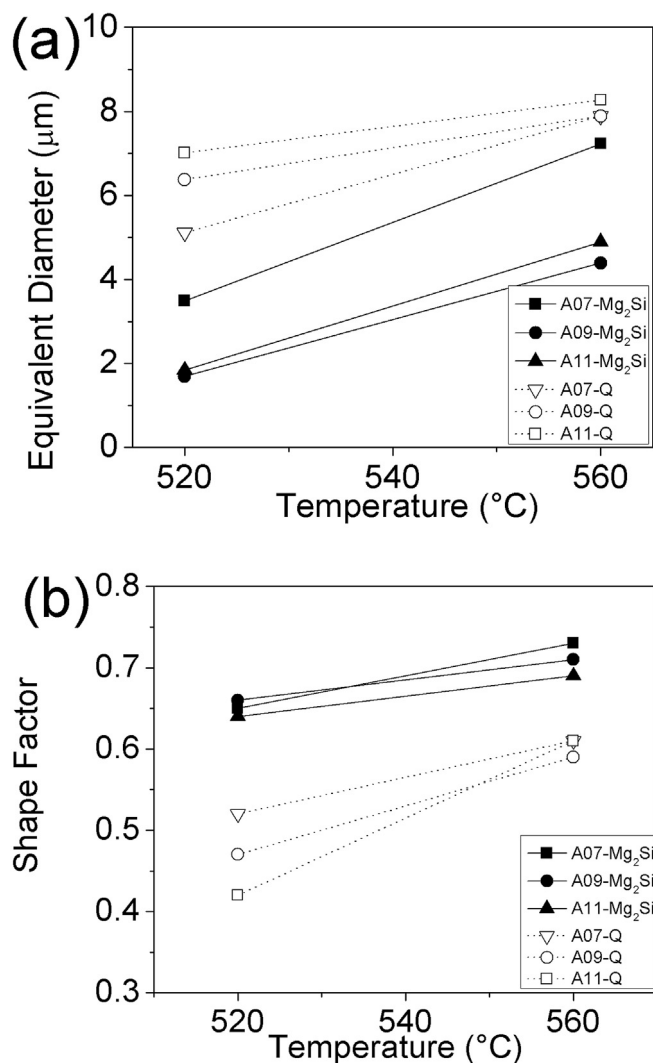 (a)
10
8
6
4
2
0
Equivalent Diameter (μm)
520
540
560
Temperature (°C)
A07-Mg₂Si
A09-Mg₂Si
A11-Mg₂Si
A07-Q
A09-Q
A11-Q
(b)
0.8
0.7
0.6
0.5
0.4
0.3
Shape Factor
520
540
560
Temperature (°C)
A07-Mg₂Si
A09-Mg₂Si
A11-Mg₂Si
A07-Q
A09-Q
A11-Q